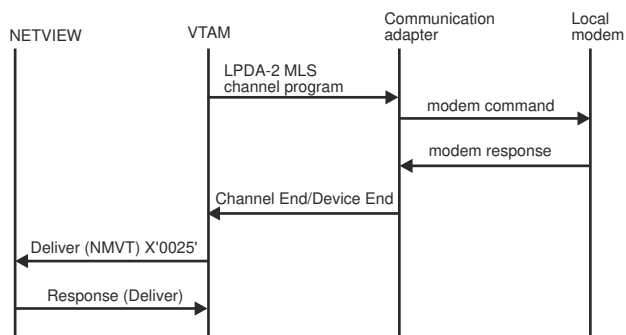 NETVIEW
VTAM
Communication
adapter
Local
modem
LPDA-2 MLS
channel program
modem command
modem response
Channel End/Device End
Deliver (NMVT) X'0025'
Response (Deliver)